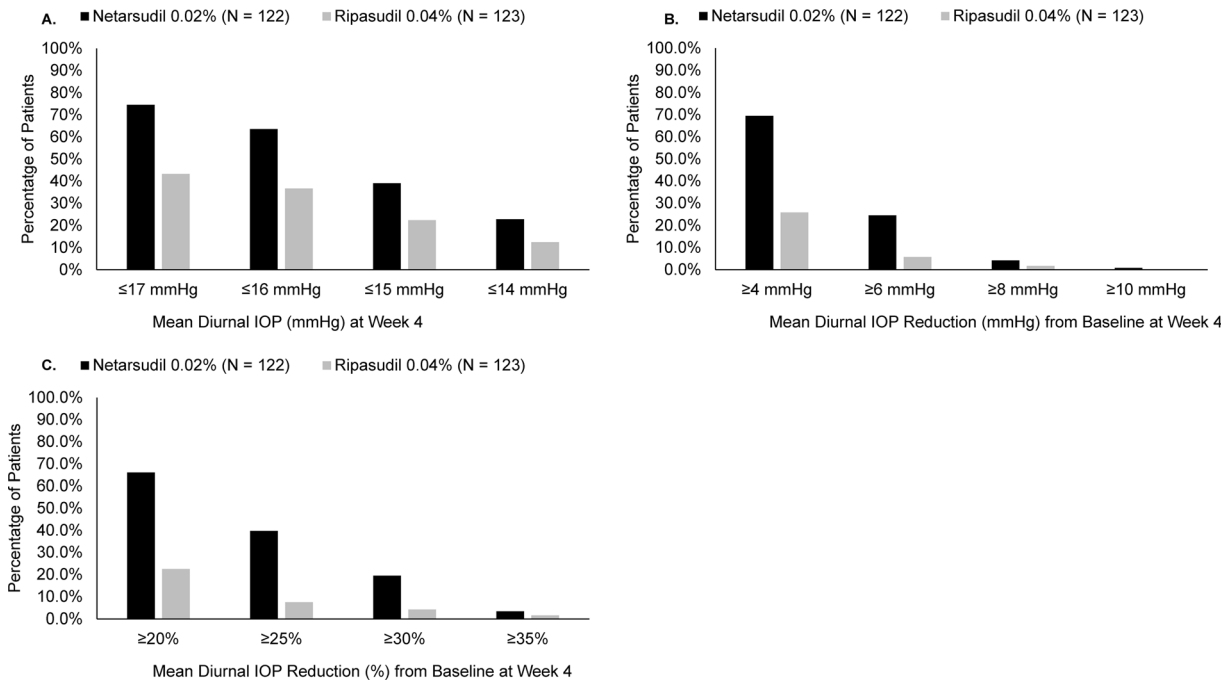 A. Netarsudil 0.02% (N = 122) Ripasudil 0.04% (N = 123)
Percentatge of Patients
100%
90%
80%
70%
60%
50%
40%
30%
20%
10%
0%
≤17 mmHg ≤16 mmHg ≤15 mmHg ≤14 mmHg
Mean Diurnal IOP (mmHg) at Week 4
B. Netarsudil 0.02% (N = 122) Ripasudil 0.04% (N = 123)
Percentatge of Patients
100.0%
90.0%
80.0%
70.0%
60.0%
50.0%
40.0%
30.0%
20.0%
10.0%
0.0%
≥4 mmHg ≥6 mmHg ≥8 mmHg ≥10 mmHg
Mean Diurnal IOP Reduction (mmHg) from Baseline at Week 4
C. Netarsudil 0.02% (N = 122) Ripasudil 0.04% (N = 123)
Percentatge of Patients
100.0%
90.0%
80.0%
70.0%
60.0%
50.0%
40.0%
30.0%
20.0%
10.0%
0.0%
≥20% ≥25% ≥30% ≥35%
Mean Diurnal IOP Reduction (%) from Baseline at Week 4